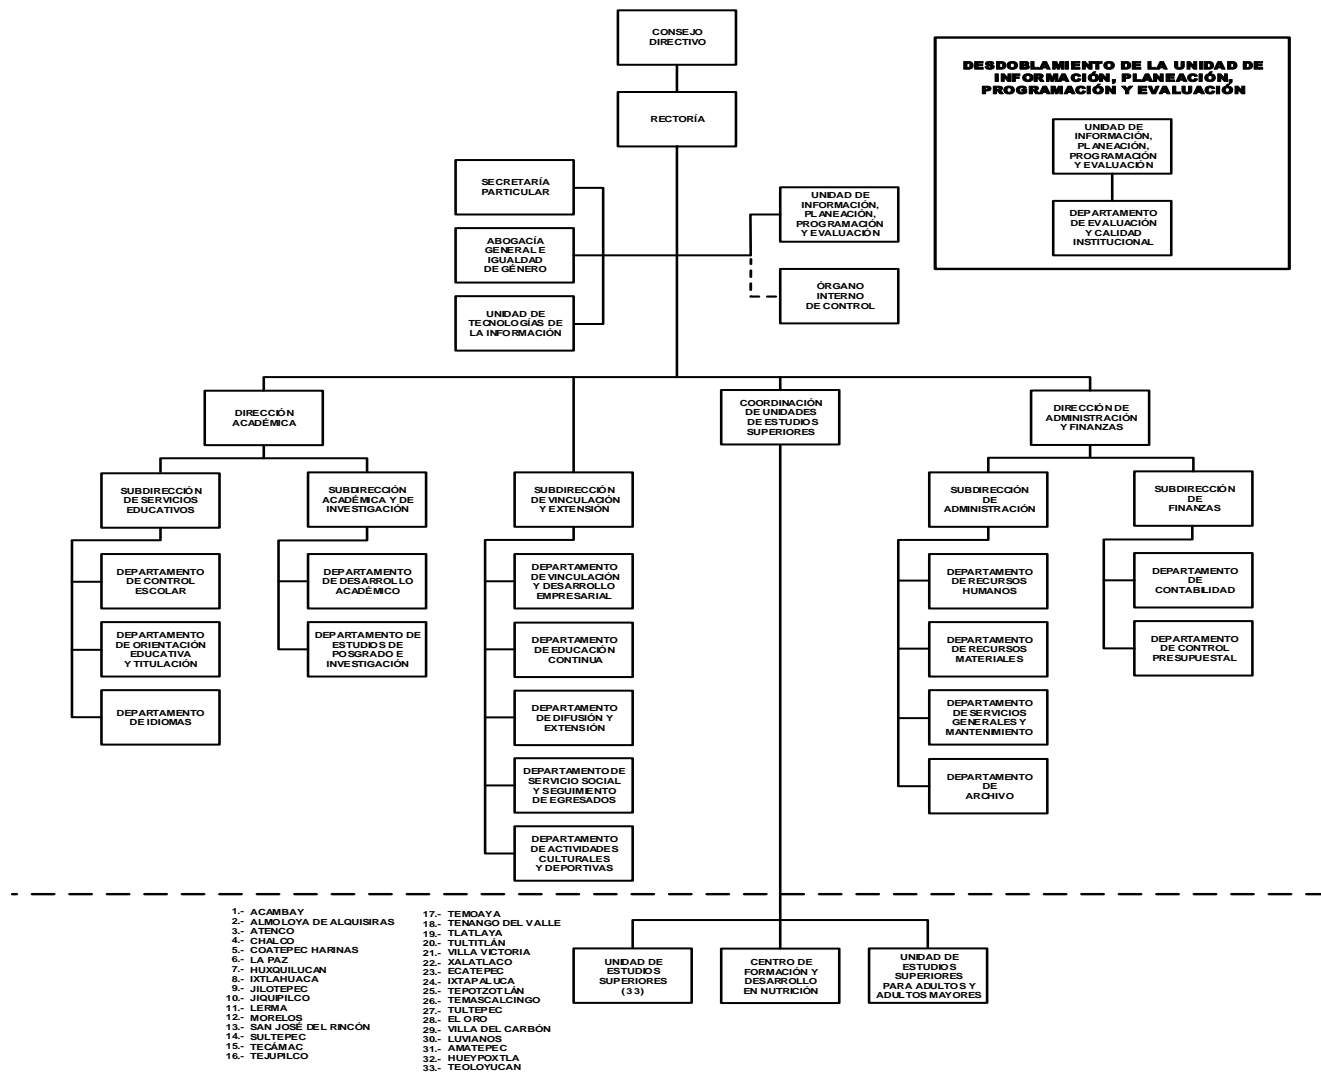 CONSEJO
DIRECTIVO
RECTORÍA
DESDOBLAMIENTO DE LA UNIDAD DE
INFORMACIÓN, PLANEACIÓN,
PROGRAMACIÓN Y EVALUACIÓN
UNIDAD DE
INFORMACIÓN,
PLANEACIÓN,
PROGRAMACIÓN
Y EVALUACIÓN
DEPARTAMENTO
DE EVALUACIÓN
Y CALIDAD
INSTITUCIONAL
SECRETARÍA
PARTICULAR
ABOGACÍA
GENERAL E
IGUALDAD
DE GÉNERO
UNIDAD DE
TECNOLOGÍAS DE
LA INFORMACIÓN
UNIDAD DE
INFORMACIÓN,
PLANEACIÓN,
PROGRAMACIÓN
Y EVALUACIÓN
ÓRGANO
INTERNO
DE CONTROL
DIRECCIÓN
ACADÉMICA
COORDINACIÓN
DE UNIDADES
DE ESTUDIOS
SUPERIORES
DIRECCIÓN DE
ADMINISTRACIÓN
Y FINANZAS
SUBDIRECCIÓN
DE SERVICIOS
EDUCATIVOS
SUBDIRECCIÓN
ACADÉMICA Y DE
INVESTIGACIÓN
SUBDIRECCIÓN
DE VINCULACIÓN
Y EXTENSIÓN
SUBDIRECCIÓN
DE
ADMINISTRACIÓN
SUBDIRECCIÓN
DE
FINANZAS
DEPARTAMENTO
DE CONTROL
ESCOLAR
DEPARTAMENTO
DE ORIENTACIÓN
EDUCATIVA
Y TITULACIÓN
DEPARTAMENTO
DE IDIOMAS
DEPARTAMENTO
DE DESARROLLO
ACADÉMICO
DEPARTAMENTO DE
ESTUDIOS DE
POSGRADO E
INVESTIGACIÓN
DEPARTAMENTO
DE VINCULACIÓN
Y DESARROLLO
EMPRESARIAL
DEPARTAMENTO
DE EDUCACIÓN
CONTINUA
DEPARTAMENTO
DE DIFUSIÓN Y
EXTENSIÓN
DEPARTAMENTO DE
SERVICIO SOCIAL
Y SEGUIMIENTO
DE EGRESADOS
DEPARTAMENTO
DE ACTIVIDADES
CULTURALES
Y DEPORTIVAS
DEPARTAMENTO
DE RECURSOS
HUMANOS
DEPARTAMENTO
DE RECURSOS
MATERIALES
DEPARTAMENTO
DE SERVICIOS
GENERALES Y
MANTENIMIENTO
DEPARTAMENTO
DE
ARCHIVO
DEPARTAMENTO
DE
CONTABILIDAD
DEPARTAMENTO
DE CONTROL
PRESUPUESTAL
1.- ACAMBAY
2.- ALMOLOYA DE ALQUISIRAS
3.- ATENCO
4.- CHALCO
5.- COATEPEC HARINAS
6.- LA PAZ
7.- HUXQUILUCAN
8.- IXTLAHUACA
9.- JILOTEPEC
10.- JIQUIPILCO
11.- LERMA
12.- MORELOS
13.- SAN JOSÉ DEL RINCÓN
14.- SULTEPEC
15.- TECÁMAC
16.- TEJUPILCO
17.- TEMOAYA
18.- TENANGO DEL VALLE
19.- TLATLAYA
20.- TULTITLÁN
21.- VILLA VICTORIA
22.- XALATLACO
23.- ECATEPEC
24.- IXTAPALUCA
25.- TEPOTZOTLÁN
26.- TEMASCALCINGO
27.- TULTEPEC
28.- EL ORO
29.- VILLA DEL CARBÓN
30.- LUVIANOS
31.- AMATEPEC
32.- HUEYPOXTLA
33.- TEOLOYUCAN
UNIDAD DE
ESTUDIOS
SUPERIORES
(33)
CENTRO DE
FORMACIÓN Y
DESARROLLO
EN NUTRICIÓN
UNIDAD DE
ESTUDIOS
SUPERIORES
PARA ADULTOS Y
ADULTOS MAYORES